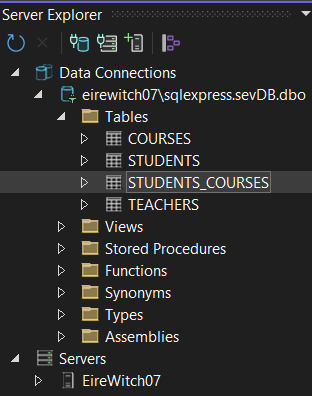 Server Explorer
Data Connections
eirewitch07\sqlexpress.sevDB.dbo
Tables
COURSES
STUDENTS
STUDENTS_COURSES
TEACHERS
Views
Stored Procedures
Functions
Synonyms
Types
Assemblies
Servers
EireWitch07